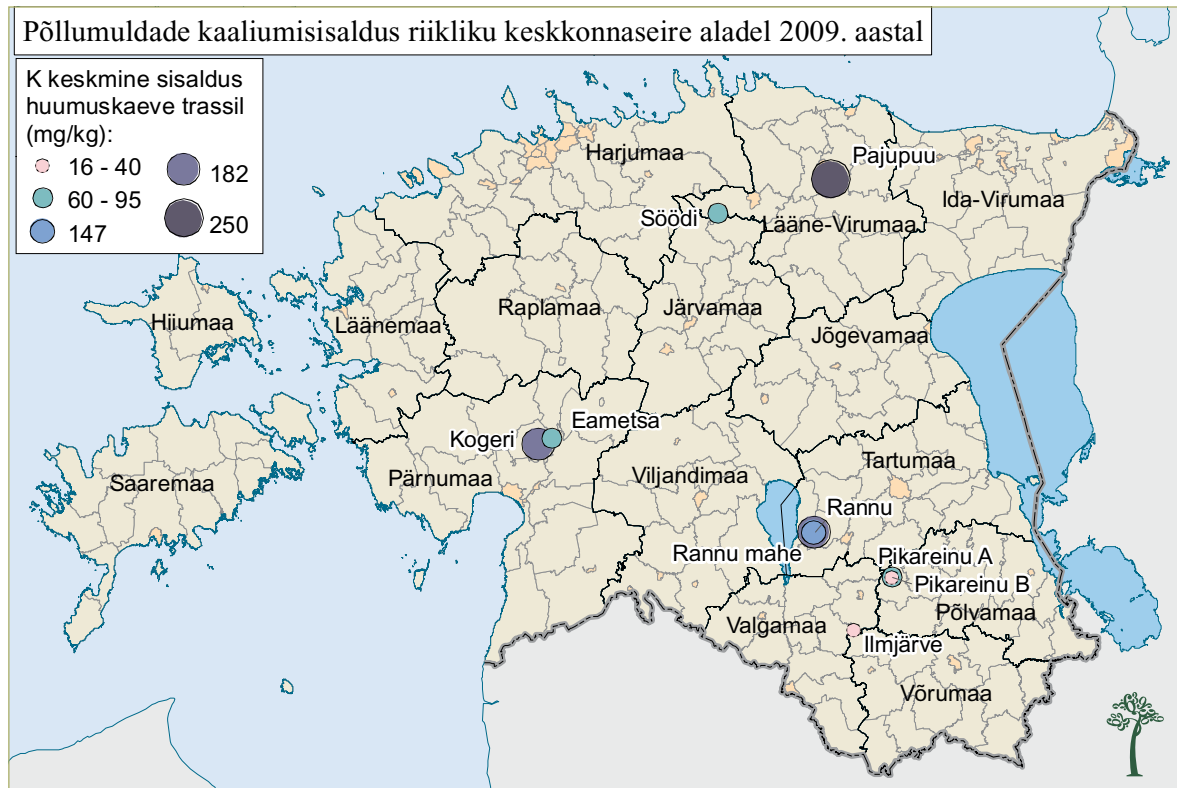 Põllumuldade kaaliumisisaldus riikliku keskkonnaseire aladel 2009. aastal
K keskmine sisaldus
huumuskaeve trassil
(mg/kg):
16 - 40
60 - 95
147
182
250
Harjumaa
Pajupuu
Ida-Virumaa
Söödi
Lääne-Virumaa
Hiiumaa
Läänemaa
Raplamaa
Järvamaa
Jõgevamaa
Eametsa
Kogeri
Saaremaa
Pärnumaa
Viljandimaa
Tartumaa
Rannu
Rannu mahe
Pikareinu A
Pikareinu B
Põlvamaa
Valgamaa
Ilmjärve
Võrumaa